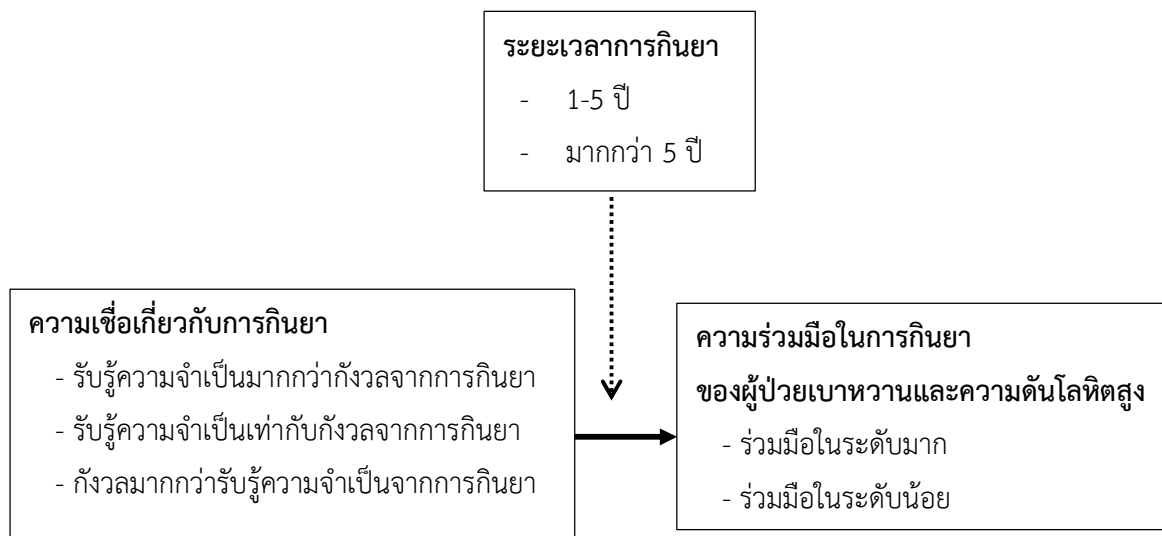 ระยะเวลาการกินยา
- 1-5 ปี
- มากกว่า 5 ปี
ความเชื่อเกี่ยวกับการกินยา
- รับรู้ความจำเป็นมากกว่ากังวลจากการกินยา
- รับรู้ความจำเป็นเท่ากับกังวลจากการกินยา
- กังวลมากกว่ารับรู้ความจำเป็นจากการกินยา
ความร่วมมือในการกินยา
ของผู้ป่วยเบาหวานและความดันโลหิตสูง
- ร่วมมือในระดับมาก
- ร่วมมือในระดับน้อย